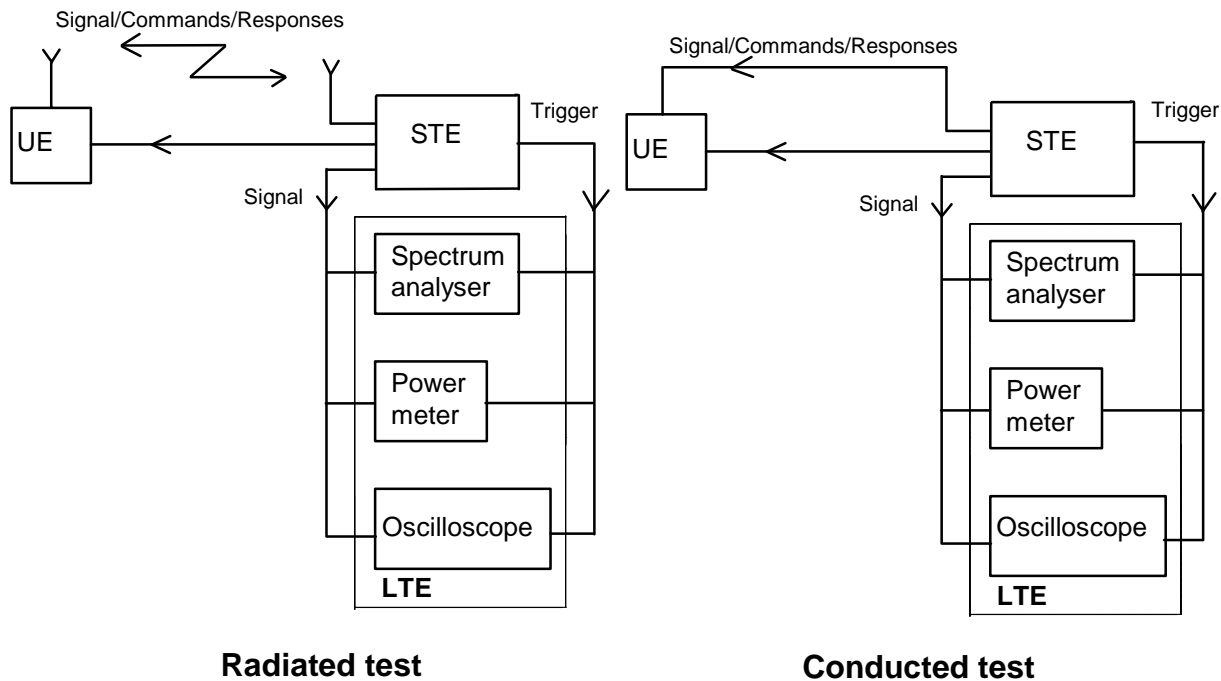 Signal/Commands/Responses
UE
STE
Trigger
Signal
Spectrum
analyser
Power
meter
Oscilloscope
LTE
Radiated test
Signal/Commands/Responses
UE
STE
Trigger
Signal
Spectrum
analyser
Power
meter
Oscilloscope
LTE
Conducted test